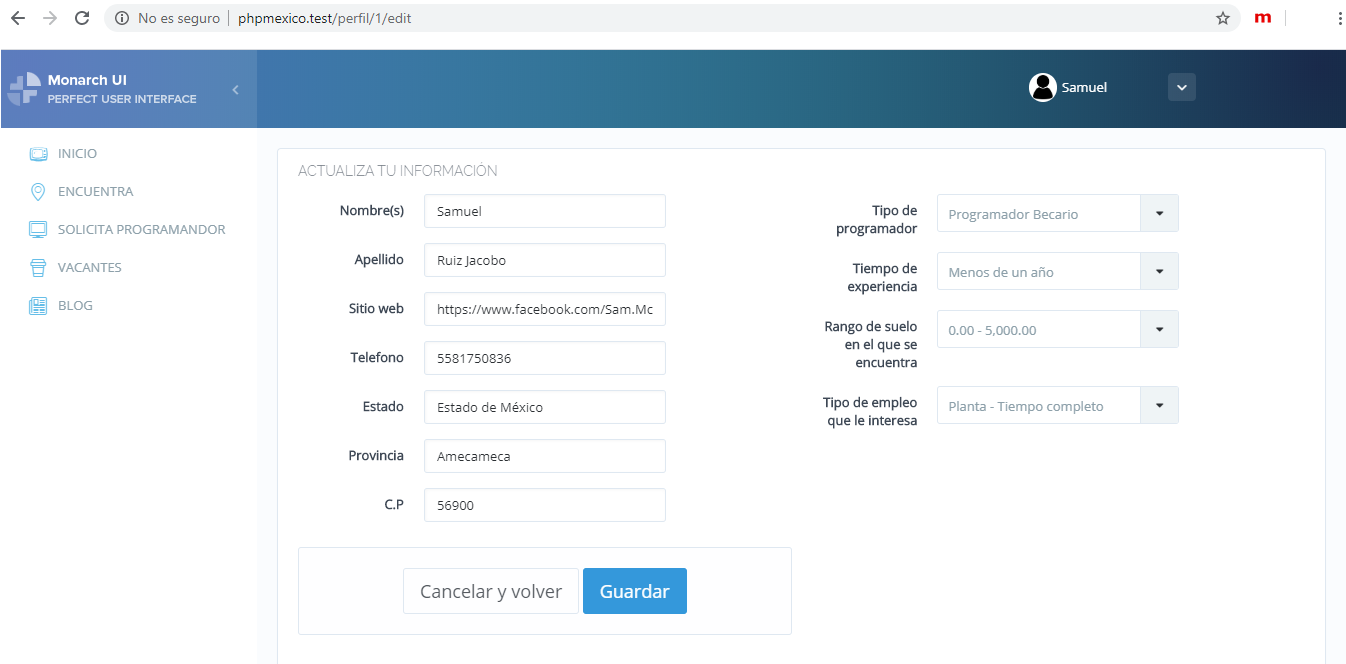 No es seguro | phpmexico.test/perfil/1/edit
m
Monarch UI
PERFECT USER INTERFACE
Samuel
INICIO
ENCUENTRA
SOLICITA PROGRAMANDOR
VACANTES
BLOG
ACTUALIZA TU INFORMACIÓN
Nombre(s) Samuel
Apellido Ruiz Jacobo
Sitio web https://www.facebook.com/Sam.Mc
Telefono 5581750836
Estado Estado de México
Provincia Amecameca
C.P 56900
Tipo de
programador
Programador Becario
Tiempo de
experiencia
Menos de un año
Rango de suelo
en el que se
encuentra
0.00 - 5,000.00
Tipo de empleo
que le interesa
Planta - Tiempo completo
Cancelar y volver Guardar